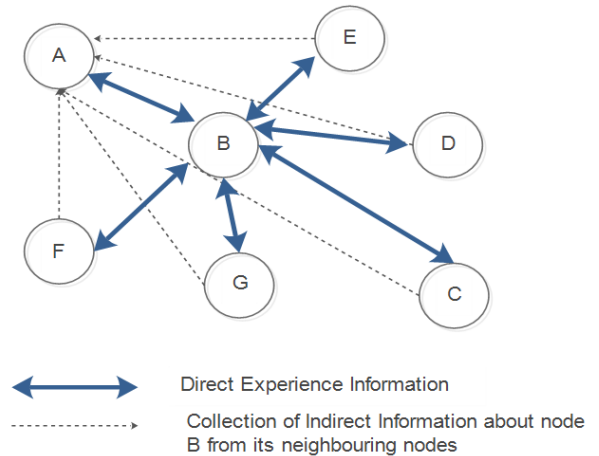 E
A
B
D
F
G
C
Direct Experience Information
Collection of Indirect Information about node
B from its neighbouring nodes